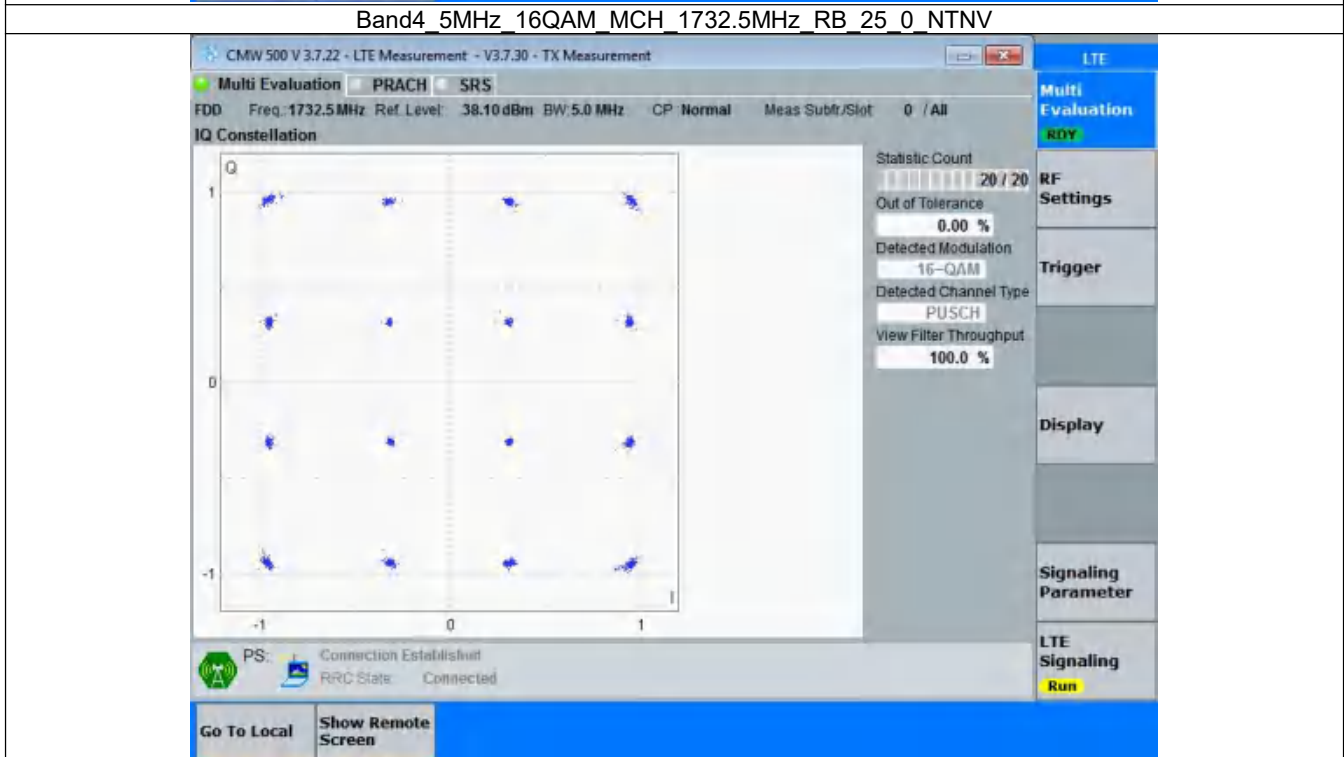 Band4_5MHz_16QAM_MCH_1732.5MHz_RB_25_0_NTNV
CMW 500 V 3.7.22 - LTE Measurement - V3.7.30 - TX Measurement
LTE
Multi Evaluation PRACH SRS
Multi
Evaluation
RDY
FDD Freq.: 1732.5 MHz Ref. Level: 38.10 dBm BW: 5.0 MHz CP: Normal Meas Subfr./Slot: 0 / All
IQ Constellation
Q
1
0
-1
-1 0 1
I
Statistic Count
20 / 20
Out of Tolerance
0.00 %
Detected Modulation
16-QAM
Detected Channel Type
PUSCH
View Filter Throughput
100.0 %
RF
Settings
Trigger
Display
Signaling
Parameter
LTE
Signaling
Run
PS: Connection Established
RRC State: Connected
Go To Local
Show Remote
Screen